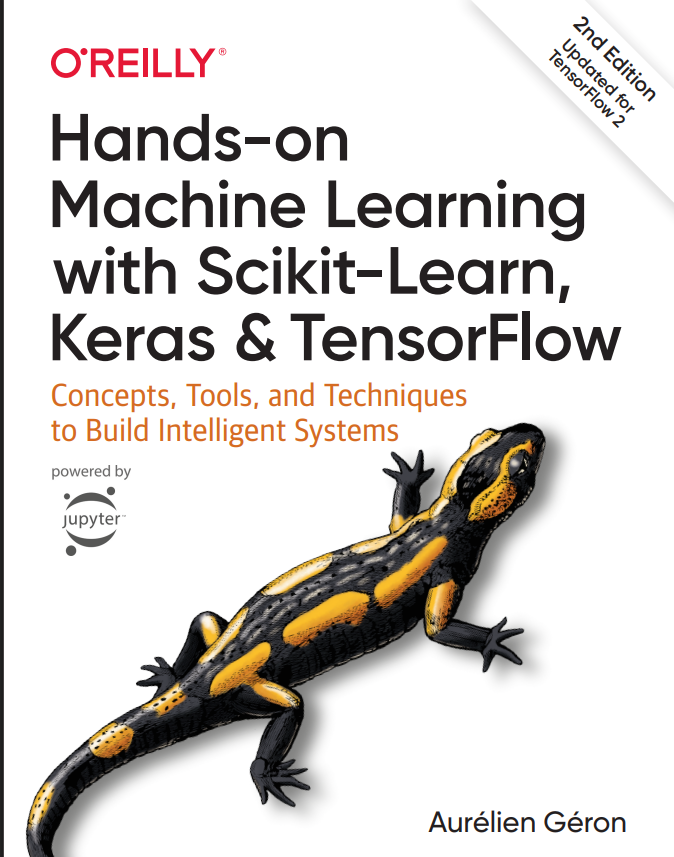 O'REILLY®
2nd Edition
Updated for
TensorFlow 2
Hands-on
Machine Learning
with Scikit-Learn,
Keras & TensorFlow
Concepts, Tools, and Techniques
to Build Intelligent Systems
powered by
jupyter™
Aurélien Géron